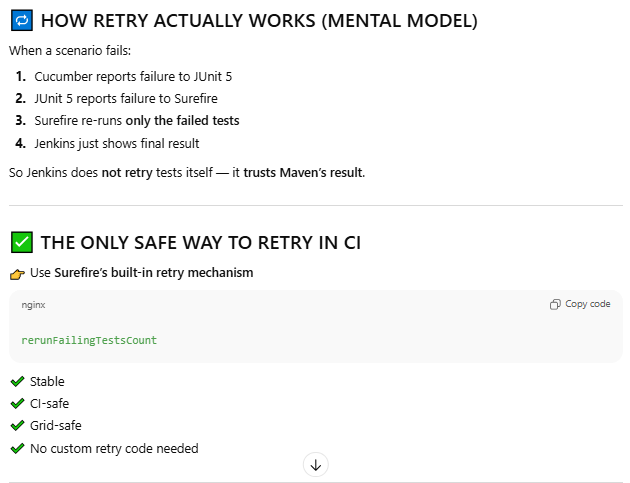 🔁 HOW RETRY ACTUALLY WORKS (MENTAL MODEL)
When a scenario fails:
1. Cucumber reports failure to JUnit 5
2. JUnit 5 reports failure to Surefire
3. Surefire re-runs only the failed tests
4. Jenkins just shows final result
So Jenkins does not retry tests itself — it trusts Maven's result.
✅ THE ONLY SAFE WAY TO RETRY IN CI
👉 Use Surefire's built-in retry mechanism
nginx
Copy code
rerunFailingTestsCount
✔ Stable
✔ CI-safe
✔ Grid-safe
✔ No custom retry code needed